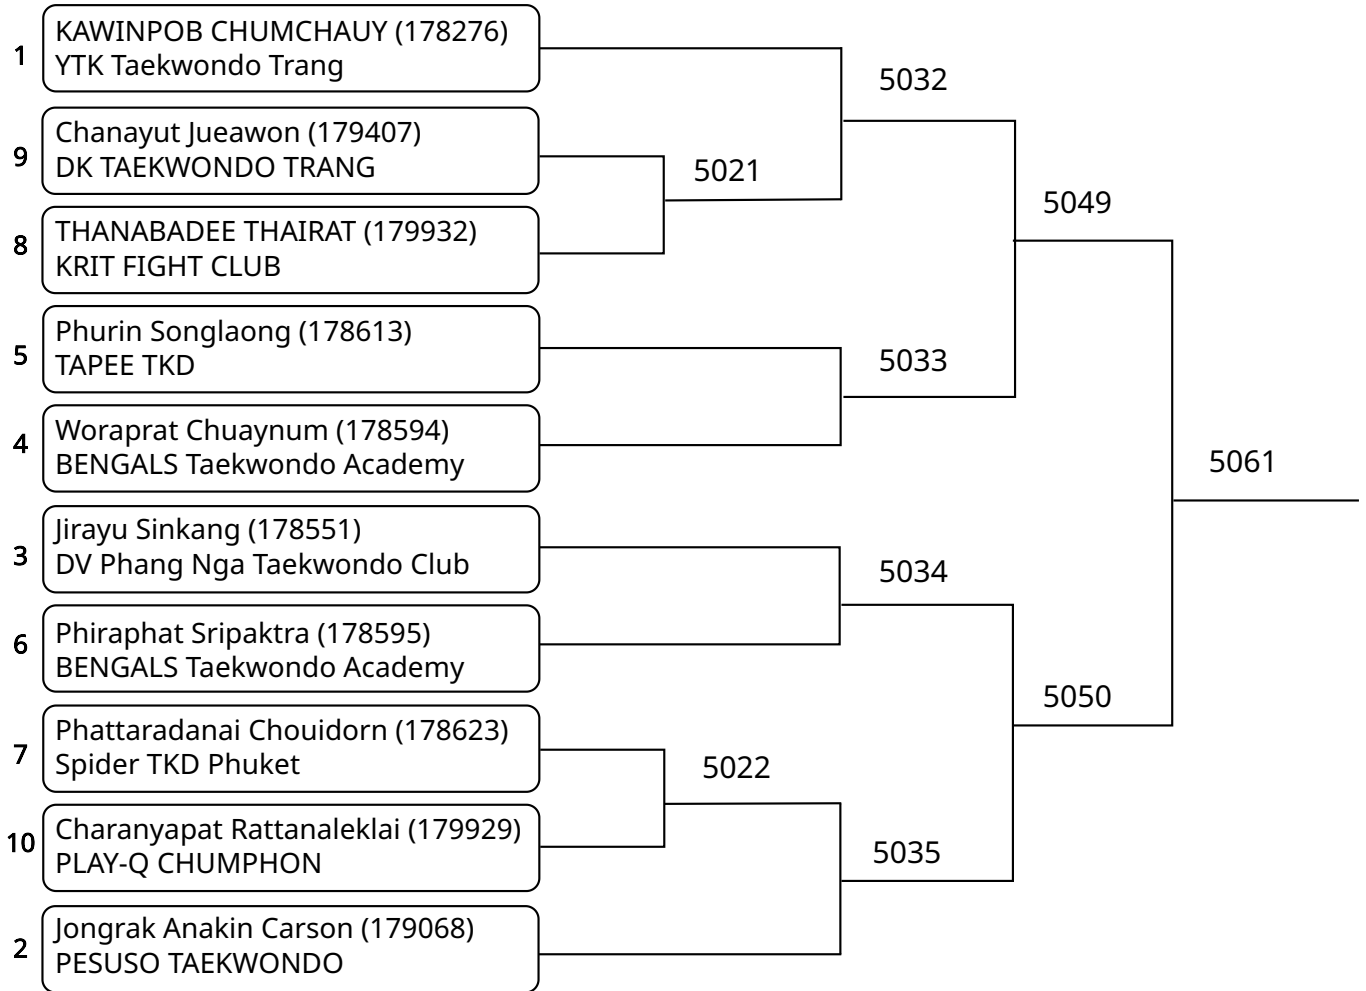 1
KAWINPOB CHUMCHAUY (178276)
YTK Taekwondo Trang
9
Chanayut Jueawon (179407)
DK TAEKWONDO TRANG
8
THANABADEE THAIRAT (179932)
KRIT FIGHT CLUB
5
Phurin Songlaong (178613)
TAPEE TKD
4
Woraprat Chuaynum (178594)
BENGALS Taekwondo Academy
3
Jirayu Sinkang (178551)
DV Phang Nga Taekwondo Club
6
Phiraphat Sripaktra (178595)
BENGALS Taekwondo Academy
7
Phattaradanai Chouidorn (178623)
Spider TKD Phuket
10
Charanyapat Rattanaleklai (179929)
PLAY-Q CHUMPHON
2
Jongrak Anakin Carson (179068)
PESUSO TAEKWONDO
5021
5022
5032
5033
5034
5035
5049
5050
5061